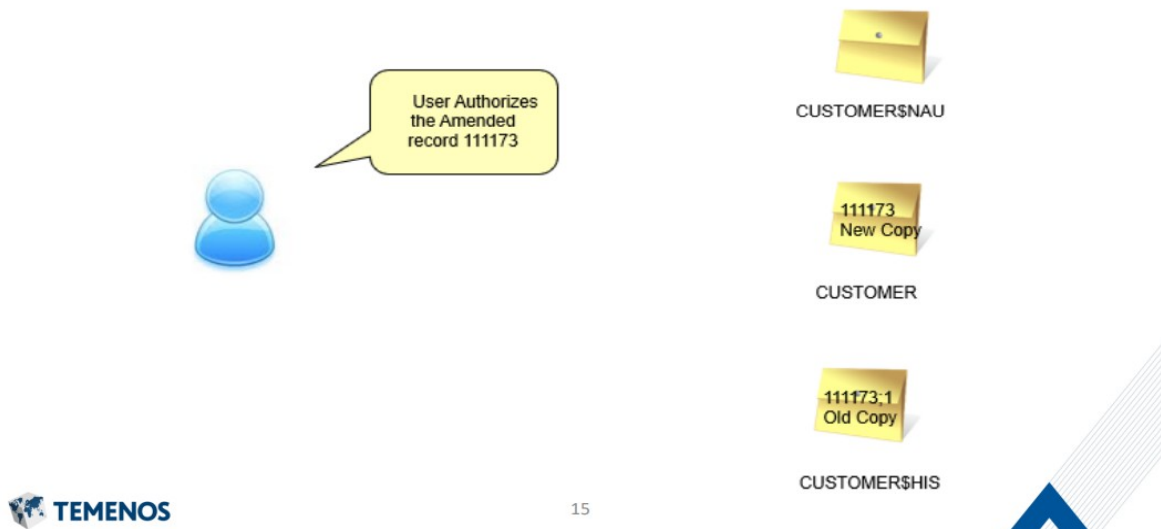 User Authorizes
the Amended
record 111173
CUSTOMER$NAU
111173
New Copy
CUSTOMER
111173;1
Old Copy
CUSTOMER$HIS
TEMENOS
15